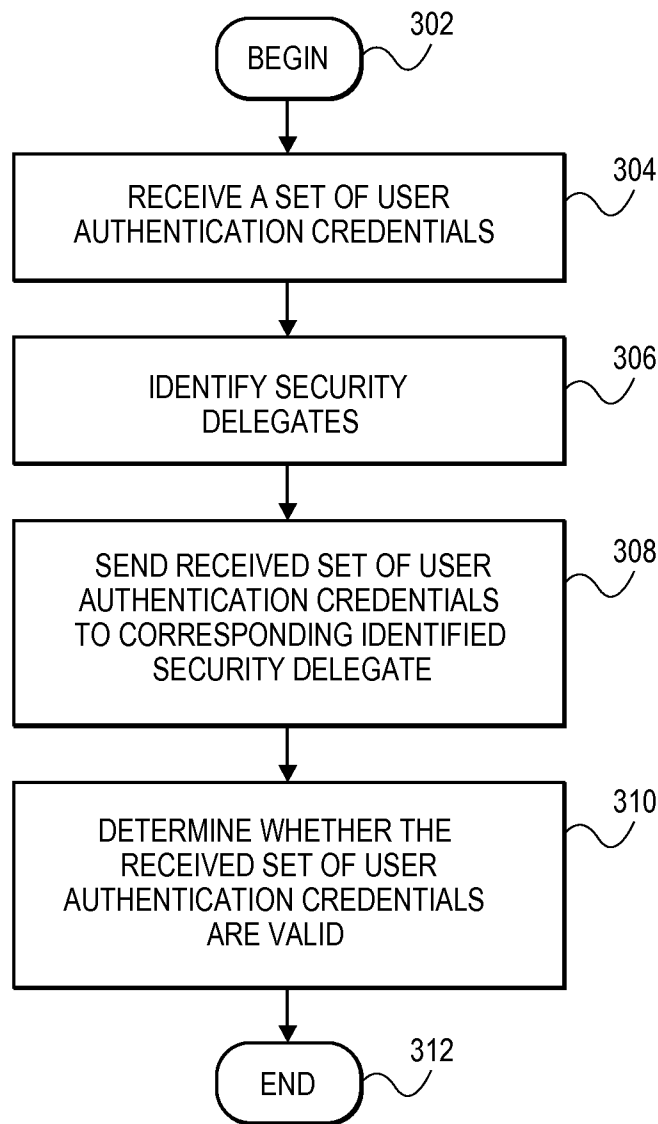 BEGIN
302
RECEIVE A SET OF USER
AUTHENTICATION CREDENTIALS
304
IDENTIFY SECURITY
DELEGATES
306
SEND RECEIVED SET OF USER
AUTHENTICATION CREDENTIALS
TO CORRESPONDING IDENTIFIED
SECURITY DELEGATE
308
DETERMINE WHETHER THE
RECEIVED SET OF USER
AUTHENTICATION CREDENTIALS
ARE VALID
310
END
312